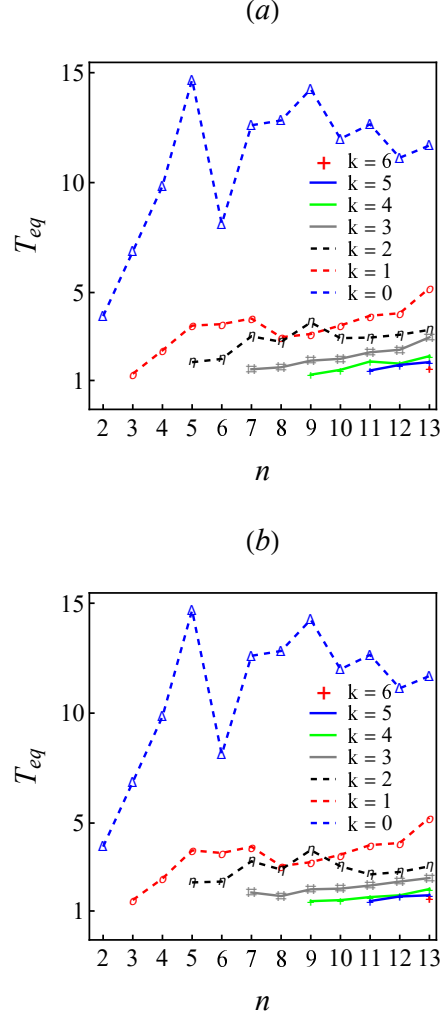 (a)
15
10
5
1
T_eq
k = 6
k = 5
k = 4
k = 3
k = 2
k = 1
k = 0
2 3 4 5 6 7 8 9 10 11 12 13
n
(b)
15
10
5
1
T_eq
k = 6
k = 5
k = 4
k = 3
k = 2
k = 1
k = 0
2 3 4 5 6 7 8 9 10 11 12 13
n